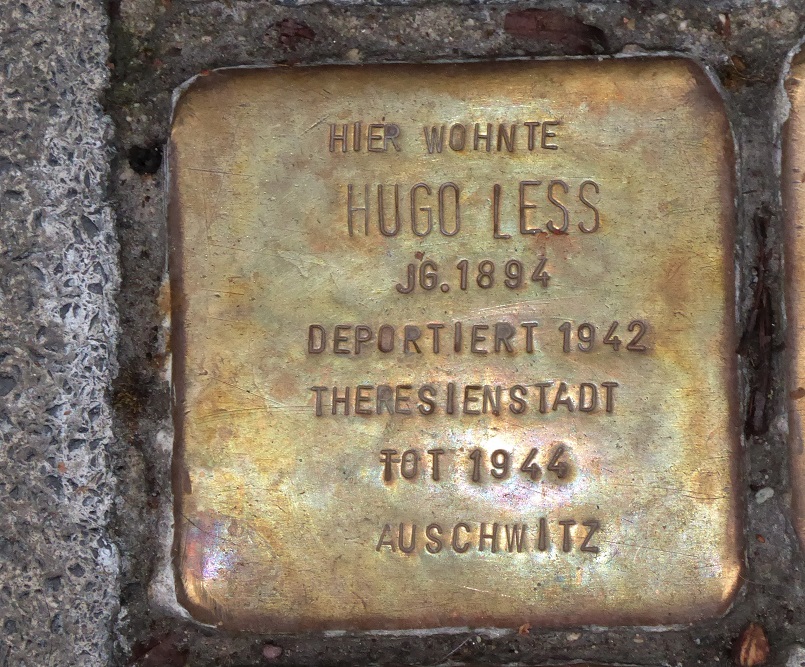 HIER WOHNTE
HUGO LESS
JG. 1894
DEPORTIERT 1942
THERESIENSTADT
TOT 1944
AUSCHWITZ